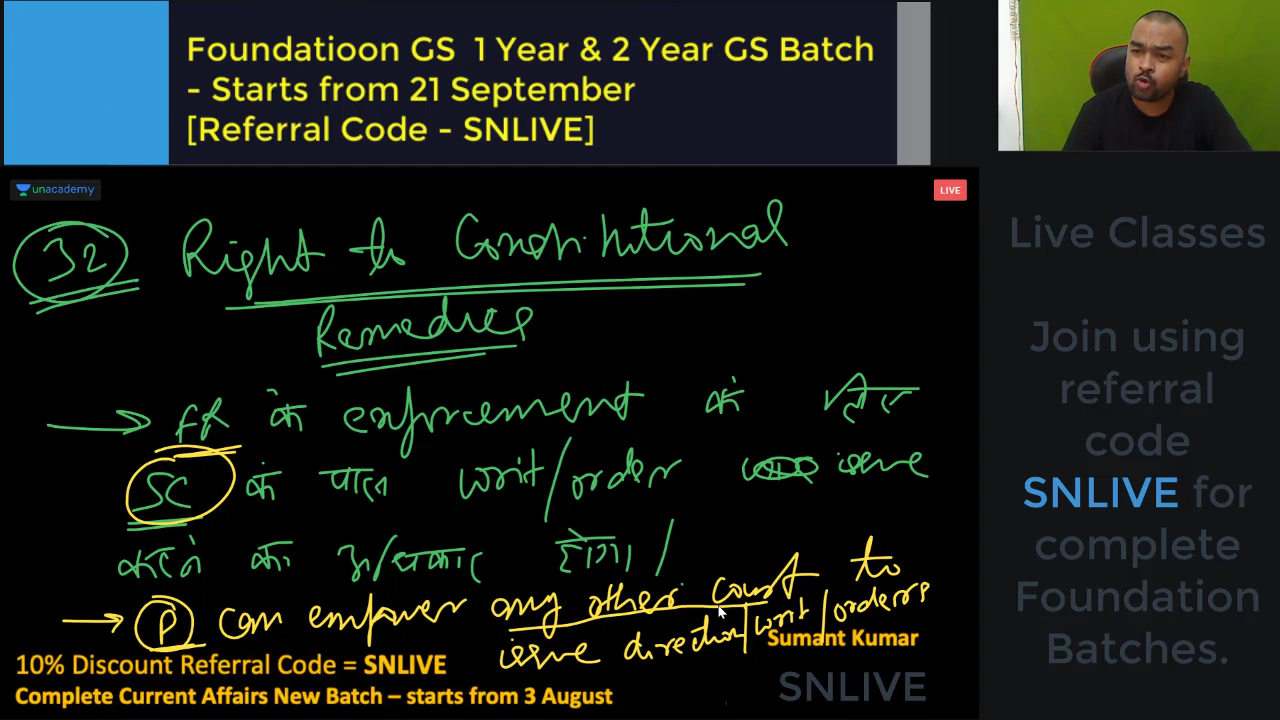 Foundatioon GS 1 Year & 2 Year GS Batch
- Starts from 21 September
[Referral Code - SNLIVE]
unacademy
LIVE
32 Right to Constitutional
Remedies
→ FR के enforcement के लिए
SC के पास writ/order issue
करने का अधिकार होगा/
→ P can empower any other court to
issue direction/writ/orders
Sumant Kumar
10% Discount Referral Code = SNLIVE
SNLIVE
Complete Current Affairs New Batch – starts from 3 August
Live Classes
Join using
referral
code
SNLIVE for
complete
Foundation
Batches.